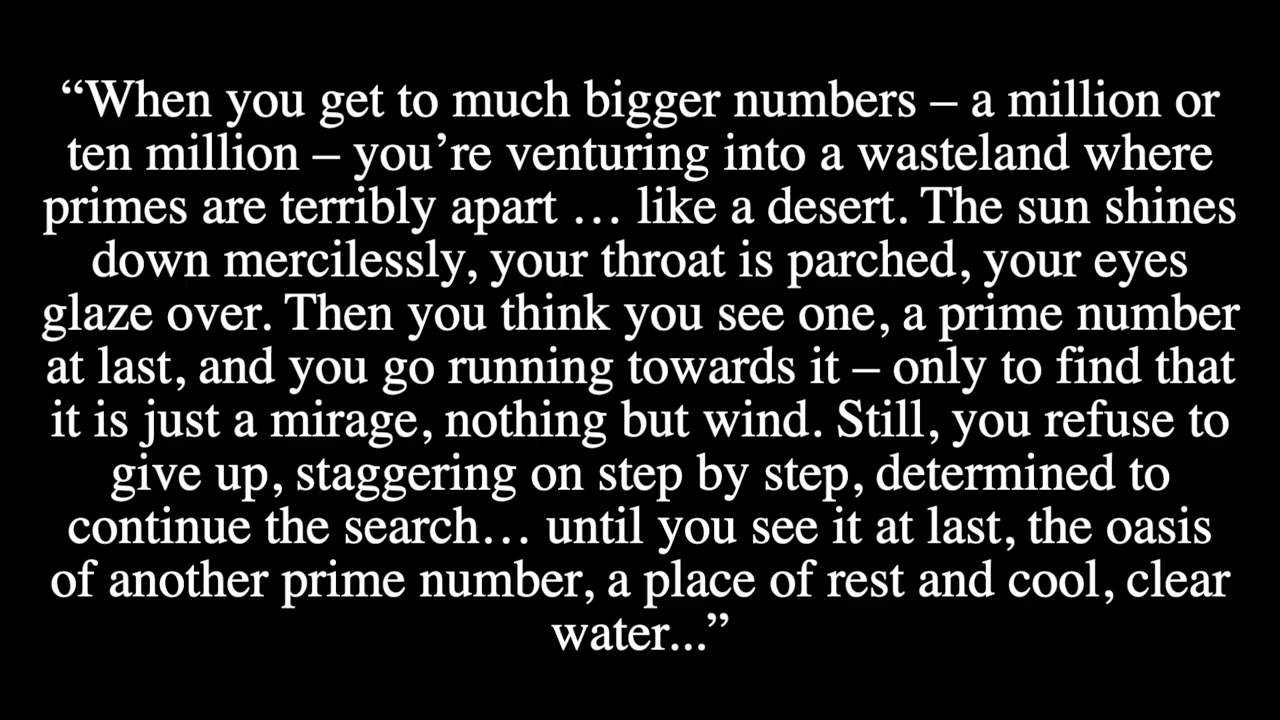 “When you get to much bigger numbers – a million or
ten million – you’re venturing into a wasteland where
primes are terribly apart … like a desert. The sun shines
down mercilessly, your throat is parched, your eyes
glaze over. Then you think you see one, a prime number
at last, and you go running towards it – only to find that
it is just a mirage, nothing but wind. Still, you refuse to
give up, staggering on step by step, determined to
continue the search… until you see it at last, the oasis
of another prime number, a place of rest and cool, clear
water...”